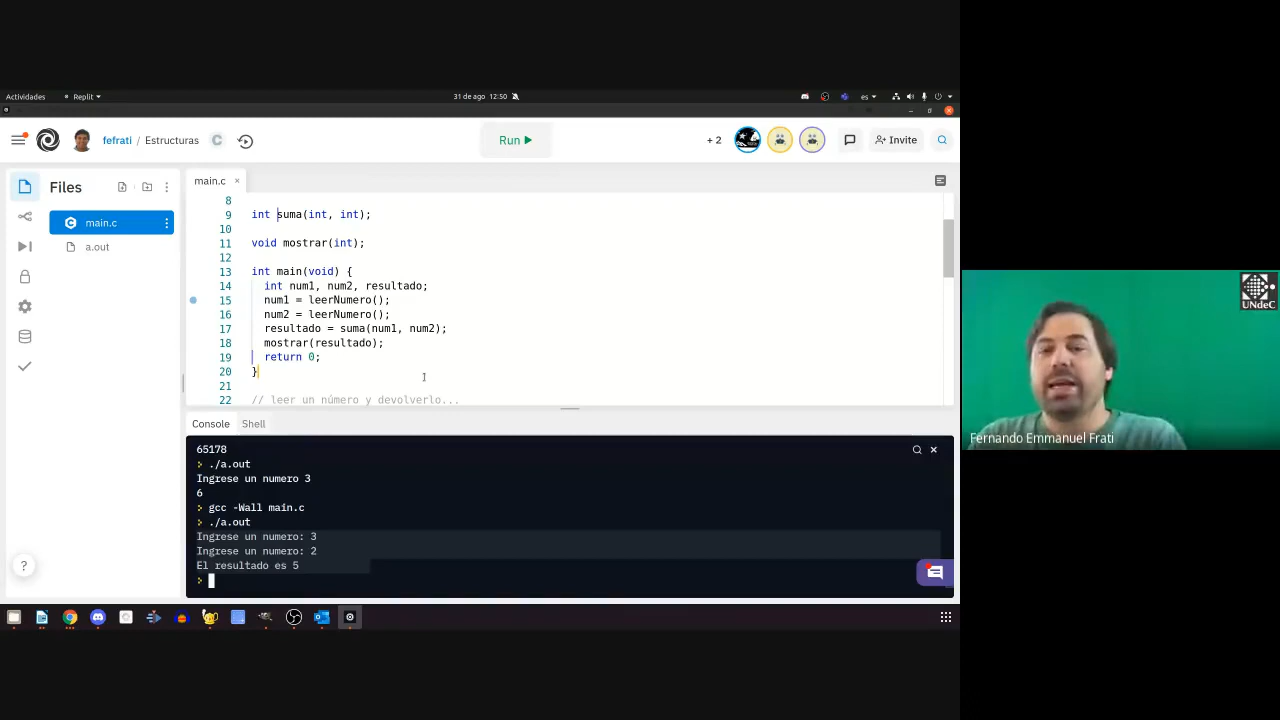 Actividades
Replit
31 de ago 12:50
es
fefrati / Estructuras
C
Run
+ 2
Invite
Files
main.c
a.out
main.c ×
8
9 int suma(int, int);
10
11 void mostrar(int);
12
13 int main(void) {
14 int num1, num2, resultado;
15 num1 = leerNumero();
16 num2 = leerNumero();
17 resultado = suma(num1, num2);
18 mostrar(resultado);
19 return 0;
20 }
21
22 // leer un número y devolverlo...
Console
Shell
65178
> ./a.out
Ingrese un numero 3
6
> gcc -Wall main.c
> ./a.out
Ingrese un numero: 3
Ingrese un numero: 2
El resultado es 5
>
?
UNdeC
Fernando Emmanuel Frati